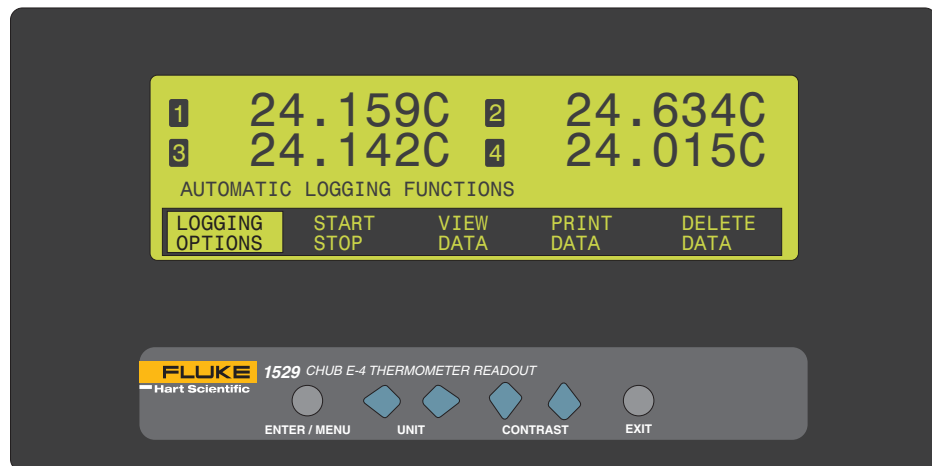 1 24.159C 2 24.634C
3 24.142C 4 24.015C
AUTOMATIC LOGGING FUNCTIONS
LOGGING START VIEW PRINT DELETE
OPTIONS STOP DATA DATA DATA
FLUKE 1529 CHUB E-4 THERMOMETER READOUT
Hart Scientific
ENTER / MENU UNIT CONTRAST EXIT